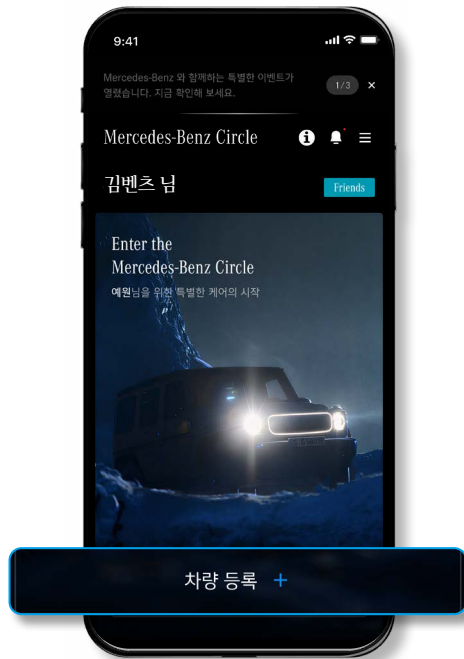 9:41
Mercedes-Benz 와 함께하는 특별한 이벤트가
열렸습니다. 지금 확인해 보세요.
1/3 ×
Mercedes-Benz Circle
김벤츠 님
Friends
Enter the
Mercedes-Benz Circle
예원님을 위한 특별한 케어의 시작
차량 등록 +